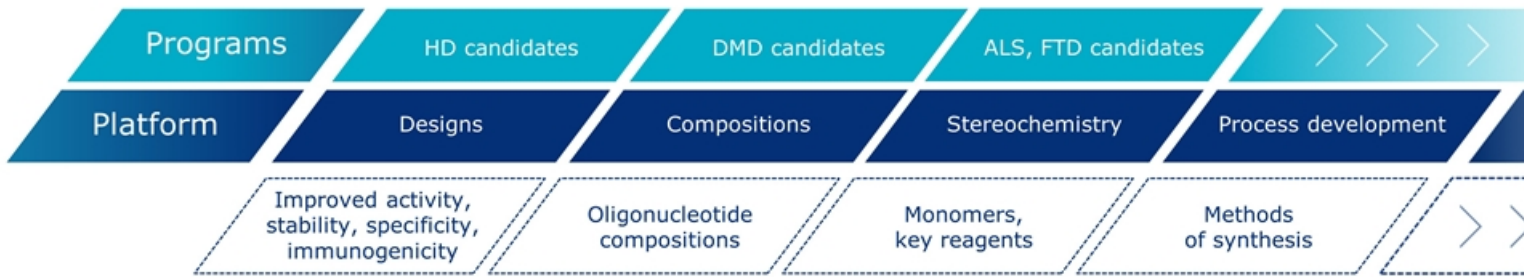 Programs
HD candidates
DMD candidates
ALS, FTD candidates
Platform
Designs
Compositions
Stereochemistry
Process development
Improved activity,
stability, specificity,
immunogenicity
Oligonucleotide
compositions
Monomers,
key reagents
Methods
of synthesis